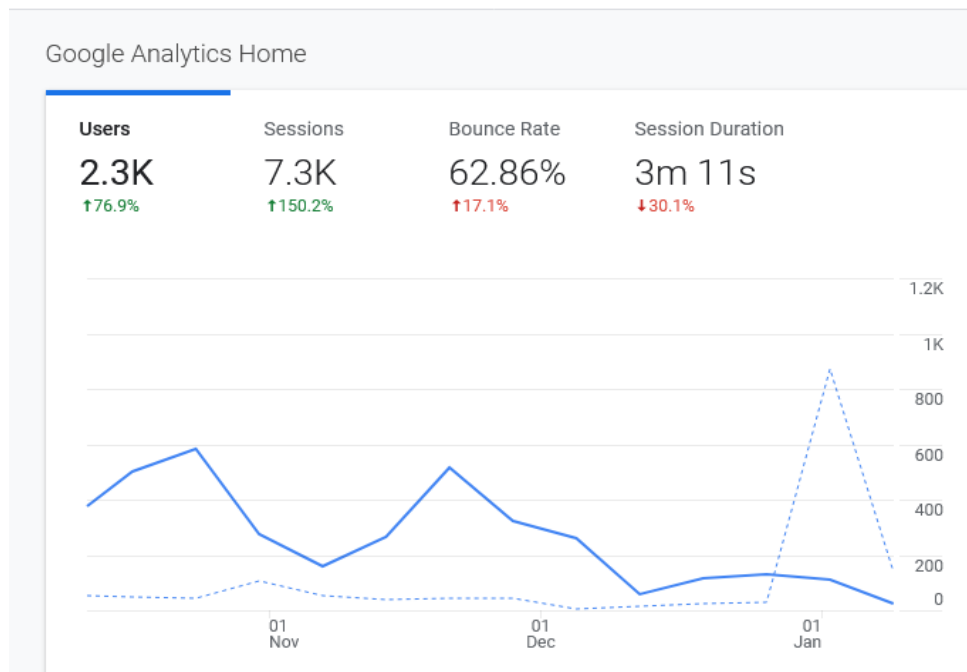 Google Analytics Home
Users
2.3K
↑76.9%
Sessions
7.3K
↑150.2%
Bounce Rate
62.86%
↑17.1%
Session Duration
3m 11s
↓30.1%
1.2K
1K
800
600
400
200
0
01
Nov
01
Dec
01
Jan